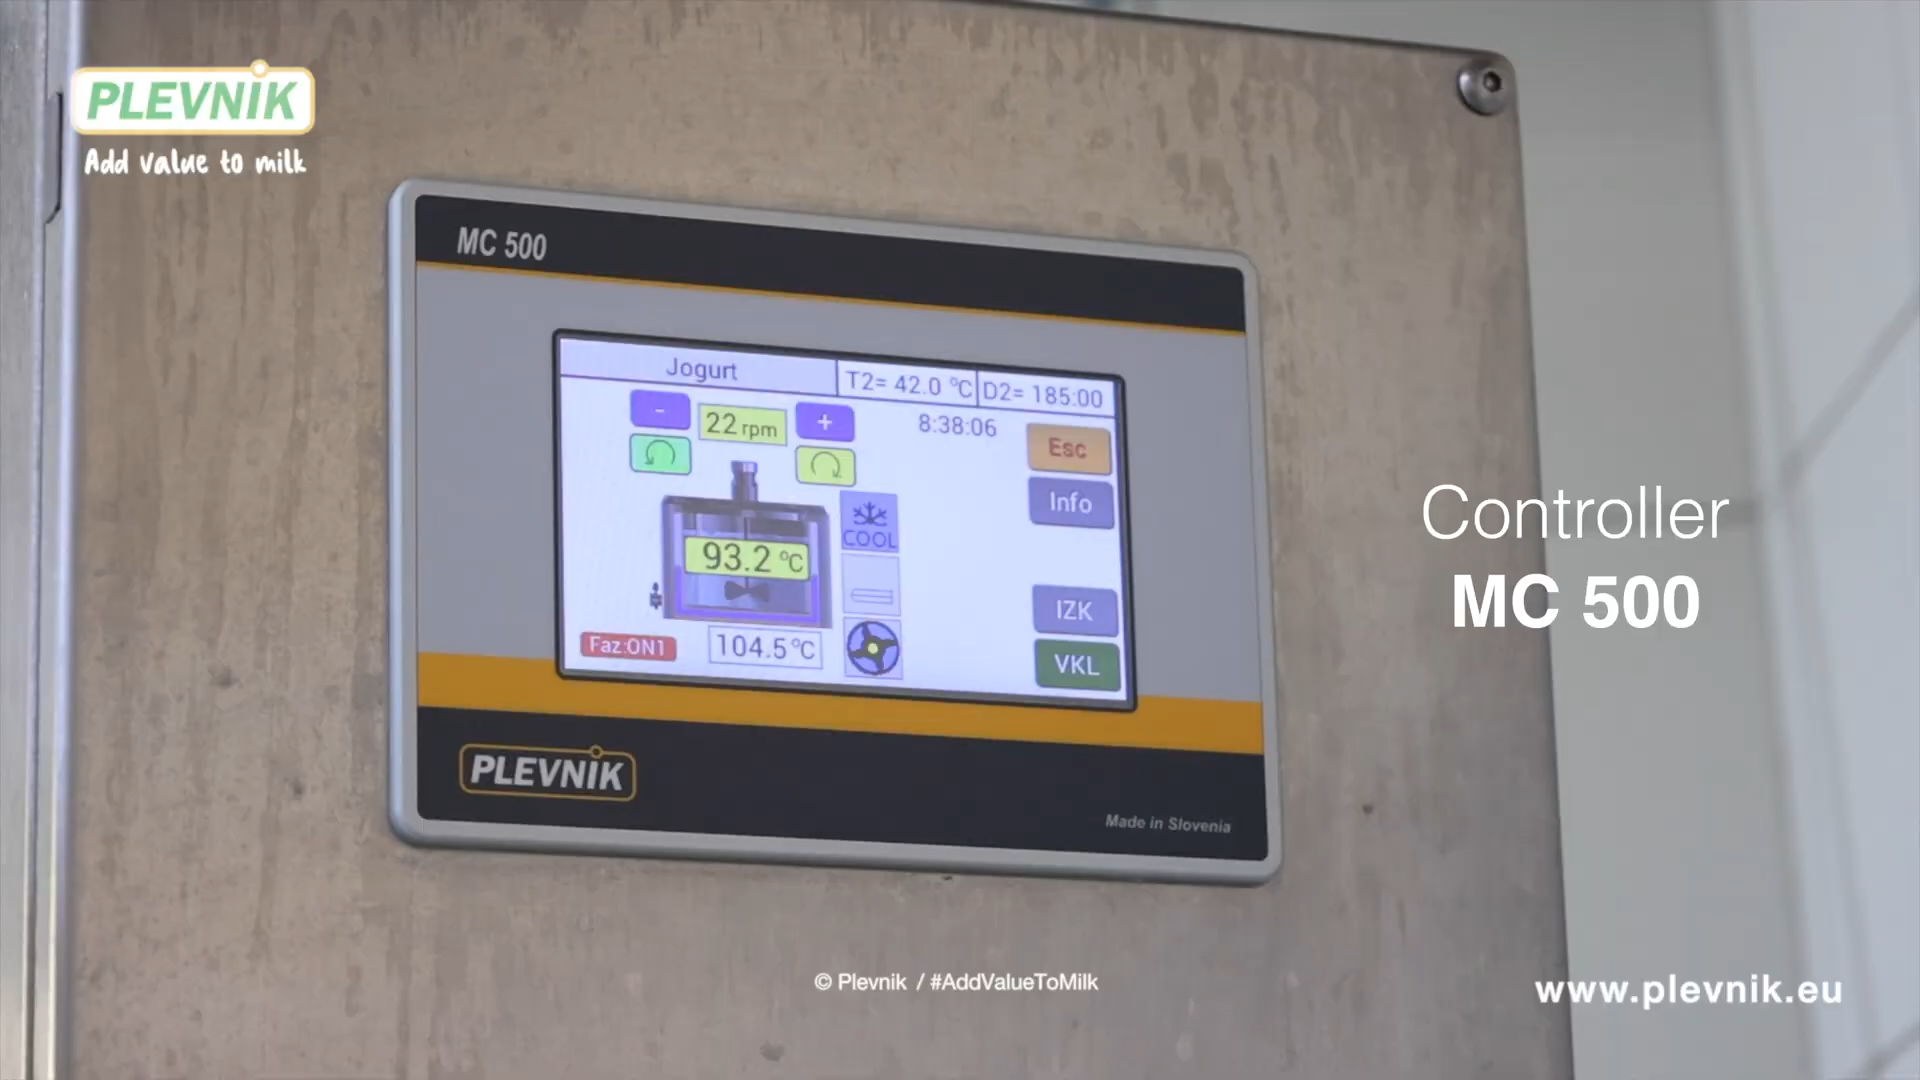 PLEVNIK
Add value to milk
MC 500
Jogurt
T2= 42.0 °C
D2= 185:00
-
22 rpm
+
8:38:06
Esc
Info
COOL
93.2 °C
IZK
Faz:ON1
104.5°C
VKL
PLEVNIK
Made in Slovenia
Controller
MC 500
© Plevnik / #AddValueToMilk
www.plevnik.eu